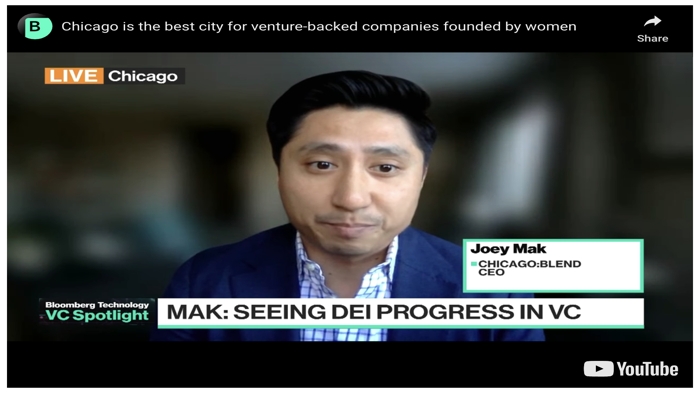 B
Chicago is the best city for venture-backed companies founded by women
Share
LIVE Chicago
Joey Mak
CHICAGO:BLEND
CEO
Bloomberg Technology
VC Spotlight
MAK: SEEING DEI PROGRESS IN VC
YouTube